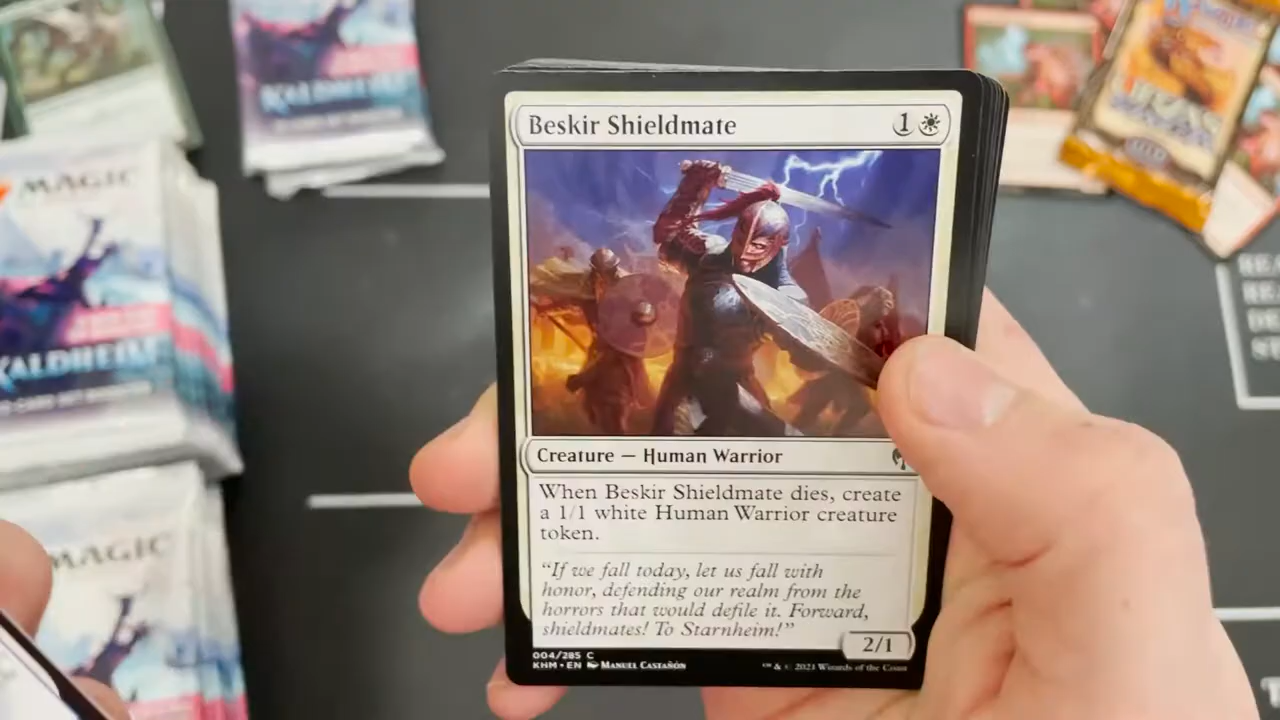 KALDHEIM
MAGIC
KALDHEIM
MAGIC
Beskir Shieldmate
1
Creature — Human Warrior
When Beskir Shieldmate dies, create
a 1/1 white Human Warrior creature
token.
“If we fall today, let us fall with
honor, defending our realm from the
horrors that would defile it. Forward,
shieldmates! To Starnheim!”
2/1
004/285 C
KHM • EN Manuel Castañón
™ & © 2021 Wizards of the Coast